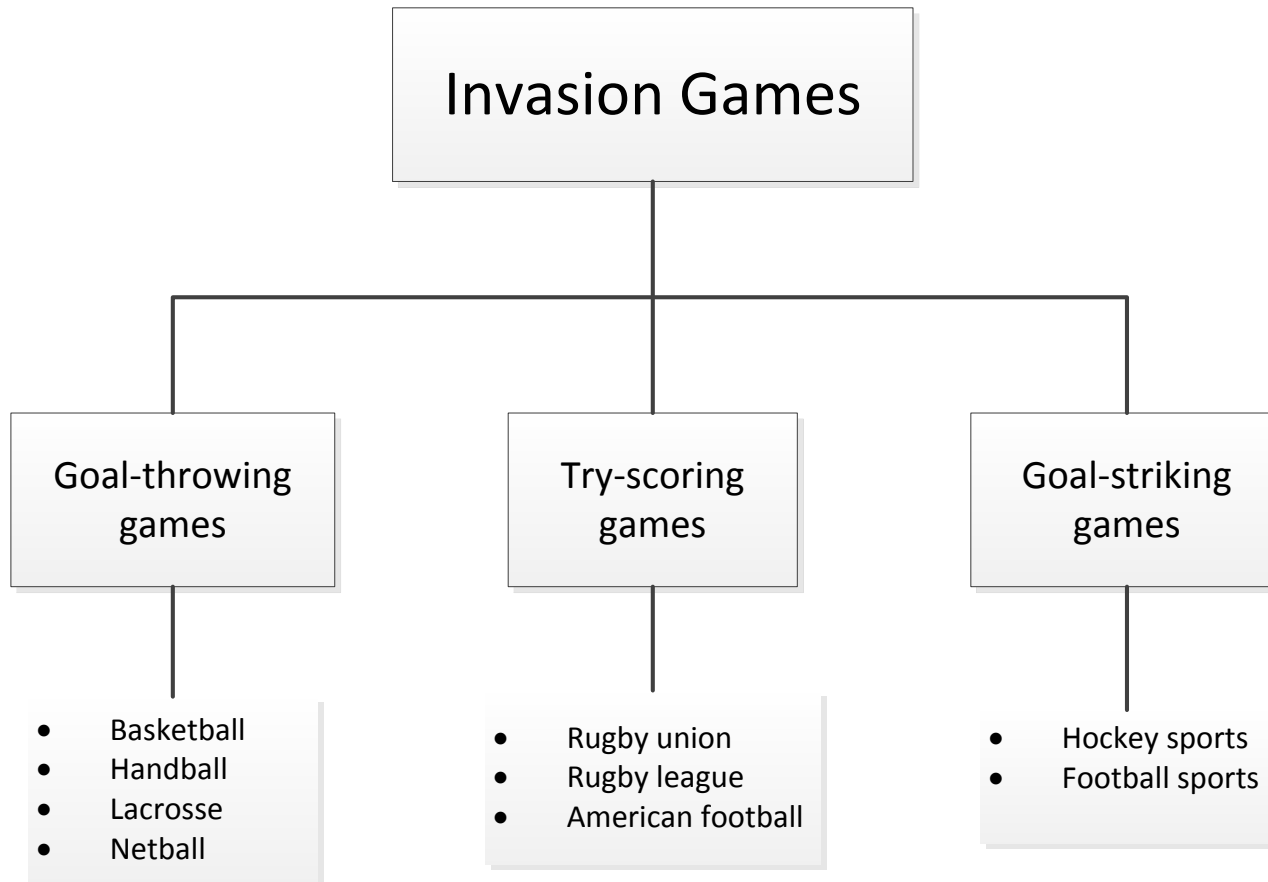 Invasion Games
Goal-throwing
games
Try-scoring
games
Goal-striking
games
• Basketball
• Handball
• Lacrosse
• Netball
• Rugby union
• Rugby league
• American football
• Hockey sports
• Football sports